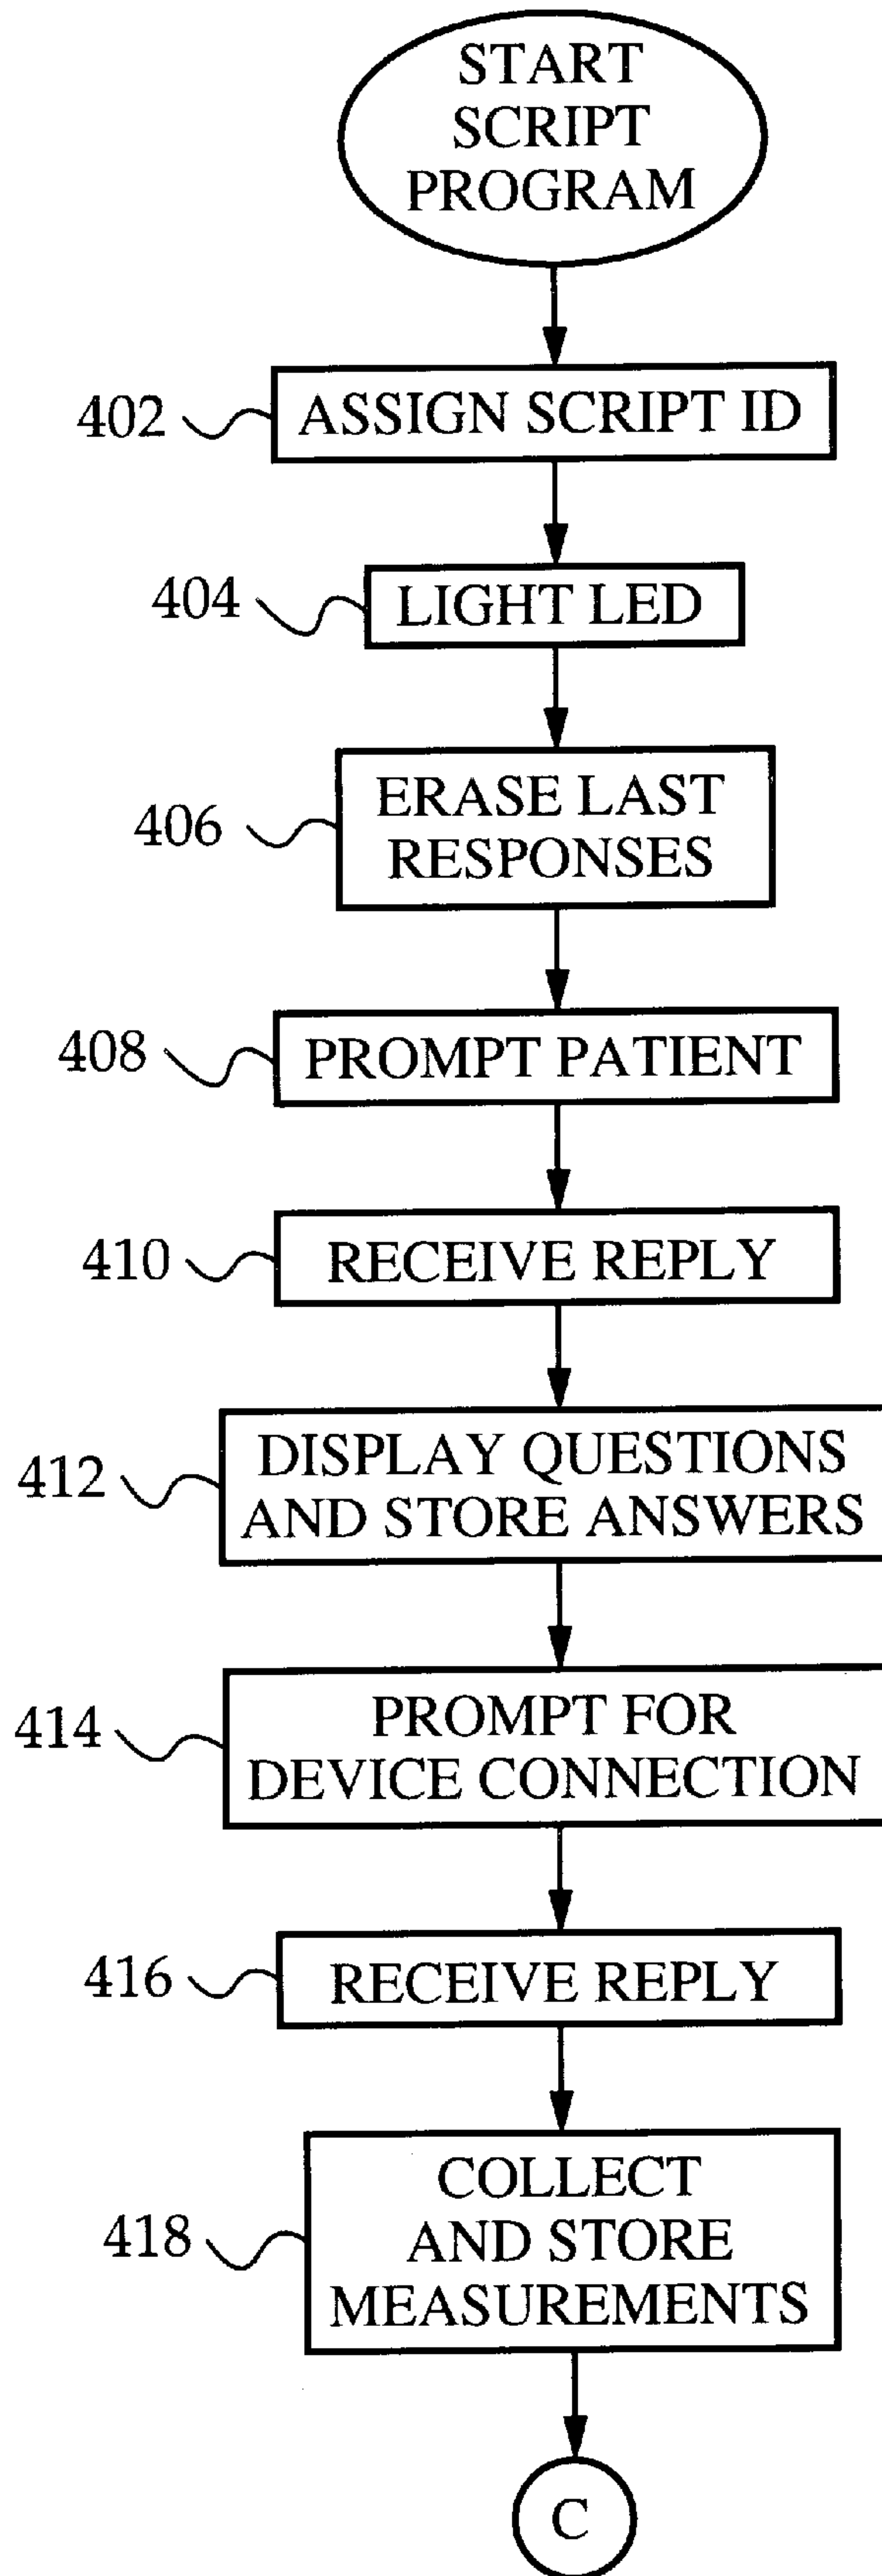 START
SCRIPT
PROGRAM
402
ASSIGN SCRIPT ID
404
LIGHT LED
406
ERASE LAST
RESPONSES
408
PROMPT PATIENT
410
RECEIVE REPLY
412
DISPLAY QUESTIONS
AND STORE ANSWERS
414
PROMPT FOR
DEVICE CONNECTION
416
RECEIVE REPLY
418
COLLECT
AND STORE
MEASUREMENTS
C